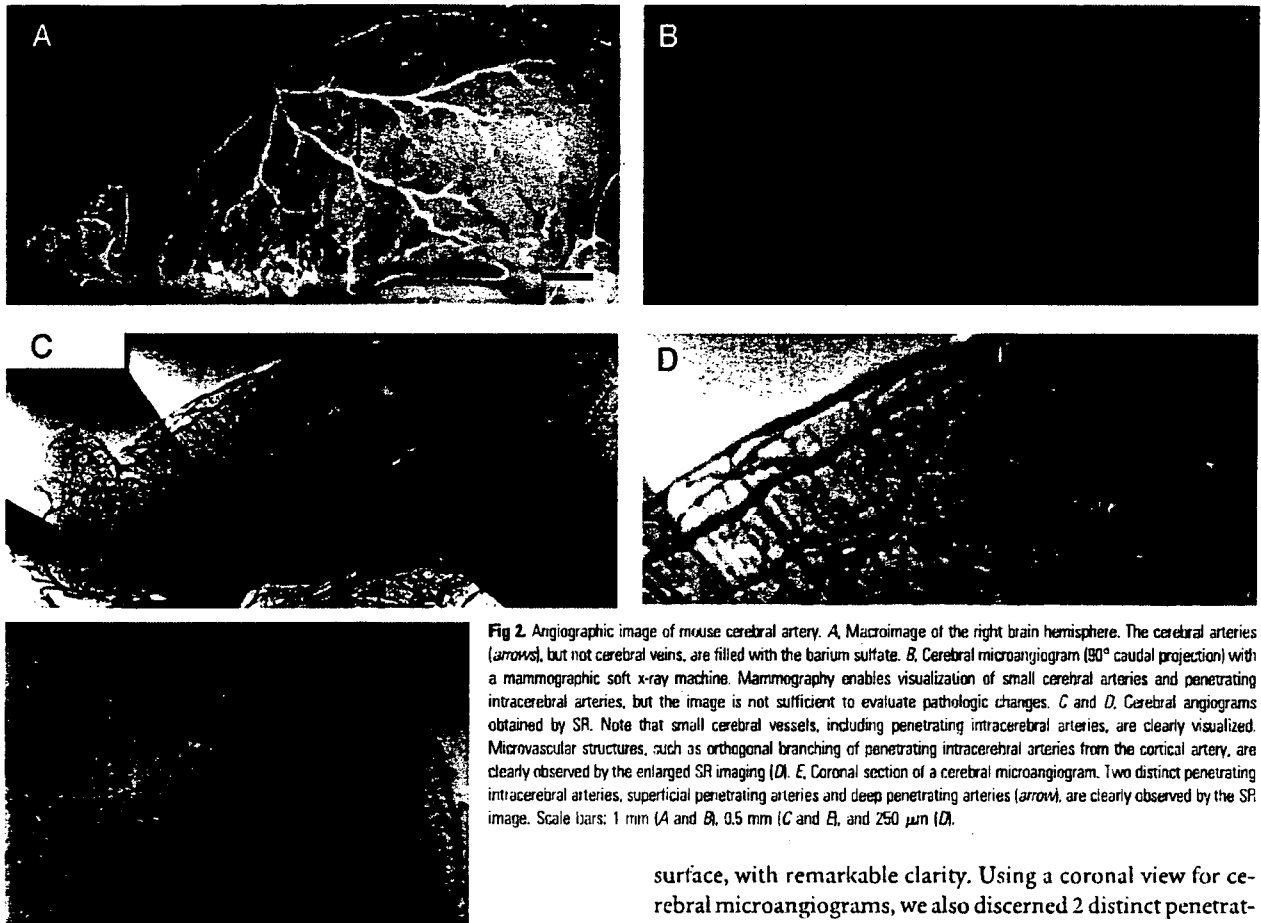 A
B
C
D
Fig 2. Angiographic image of mouse cerebral artery. A, Macroimage of the right brain hemisphere. The cerebral arteries
(arrows), but not cerebral veins, are filled with the barium sulfate. B, Cerebral microangiogram (90° caudal projection) with
a mammographic soft x-ray machine. Mammography enables visualization of small cerebral arteries and penetrating
intracerebral arteries, but the image is not sufficient to evaluate pathologic changes. C and D, Cerebral angiograms
obtained by SR. Note that small cerebral vessels, including penetrating intracerebral arteries, are clearly visualized.
Microvascular structures, such as orthogonal branching of penetrating intracerebral arteries from the cortical artery, are
clearly observed by the enlarged SR imaging (D). E, Coronal section of a cerebral microangiogram. Two distinct penetrating
intracerebral arteries, superficial penetrating arteries and deep penetrating arteries (arrow), are clearly observed by the SR
image. Scale bars: 1 mm (A and B), 0.5 mm (C and E), and 250 μm (D).
surface, with remarkable clarity. Using a coronal view for ce-
rebral microangiograms, we also discerned 2 distinct penetrat-